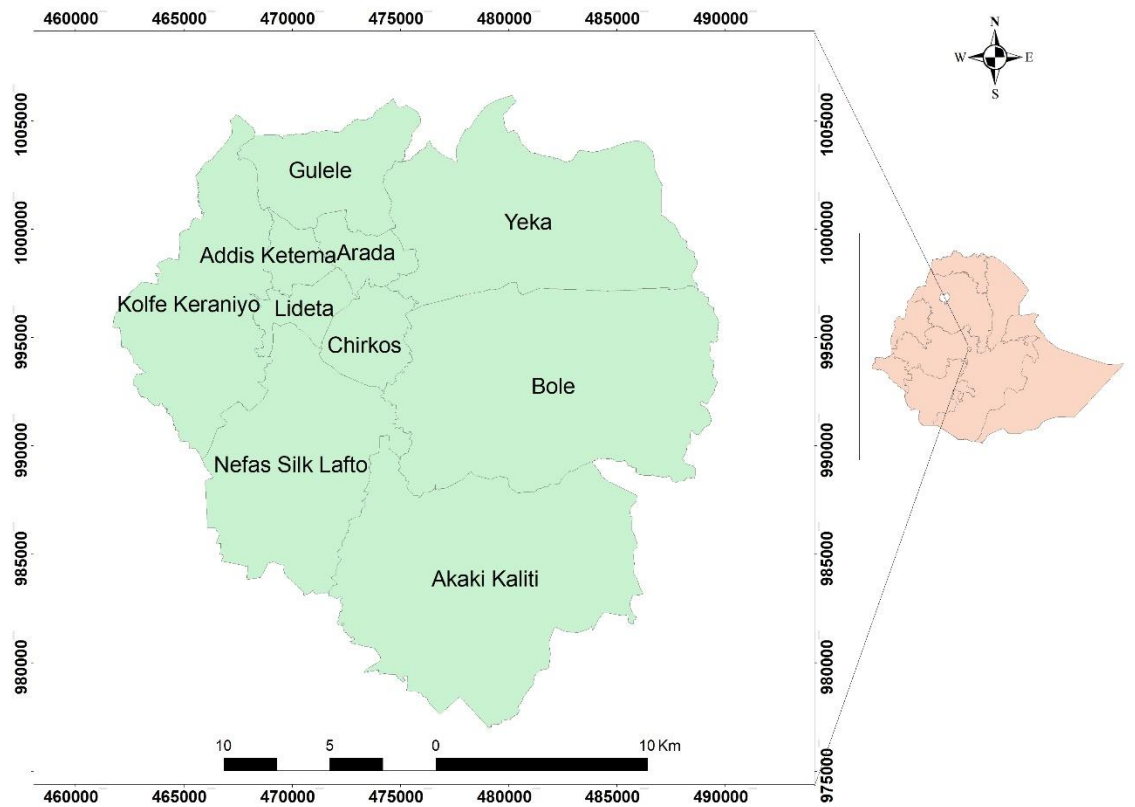 460000 465000 470000 475000 480000 485000 490000
N
W E
S
1005000 1005000
Gulele
Yeka
1000000 1000000
Addis Ketema Arada
Kolfe Keraniyo Lideta
995000 995000
Chirkos
Bole
990000 990000
Nefas Silk Lafto
985000 985000
Akaki Kaliti
980000 980000
10 5 0 10 Km
975000
460000 465000 470000 475000 480000 485000 490000